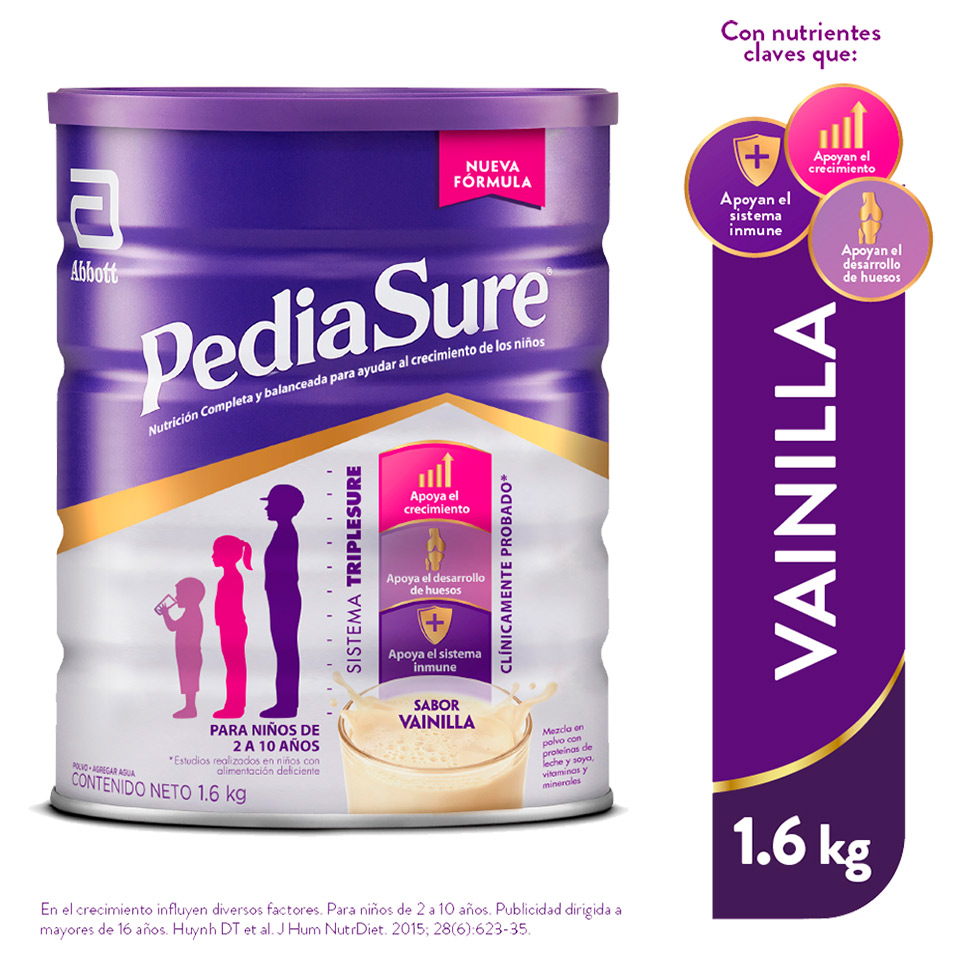 Con nutrientes
claves que:
Apoyan el
crecimiento
Apoyan el
sistema
inmune
Apoyan el
desarrollo
de huesos
VAINILLA
1.6 kg
NUEVA
FÓRMULA
Abbott
PediaSure®
Nutrición Completa y balanceada para ayudar al crecimiento de los niños
SISTEMA TRIPLESURE
Apoya el
crecimiento
Apoya el desarrollo
de huesos
Apoya el sistema
inmune
CLÍNICAMENTE PROBADO*
SABOR
VAINILLA
PARA NIÑOS DE
2 A 10 AÑOS
*Estudios realizados en niños con
alimentación deficiente
POLVO • AGREGAR AGUA
CONTENIDO NETO 1.6 kg
Mezcla en
polvo con
proteínas de
leche y soya,
vitaminas y
minerales
En el crecimiento influyen diversos factores. Para niños de 2 a 10 años. Publicidad dirigida a
mayores de 16 años. Huynh DT et al. J Hum NutrDiet. 2015; 28(6):623-35.